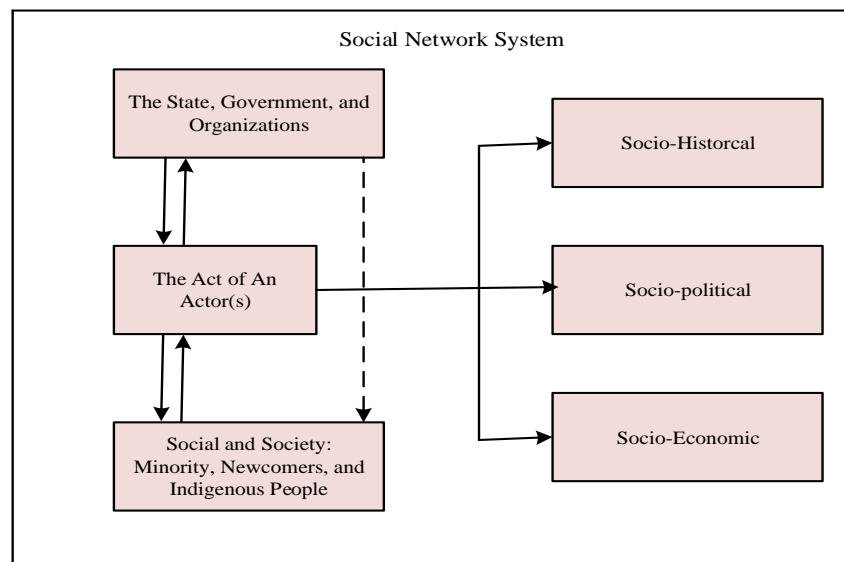 Social Network System
The State, Government, and
Organizations
Socio-Historcal
The Act of An
Actor(s)
Socio-political
Social and Society:
Minority, Newcomers, and
Indigenous People
Socio-Economic